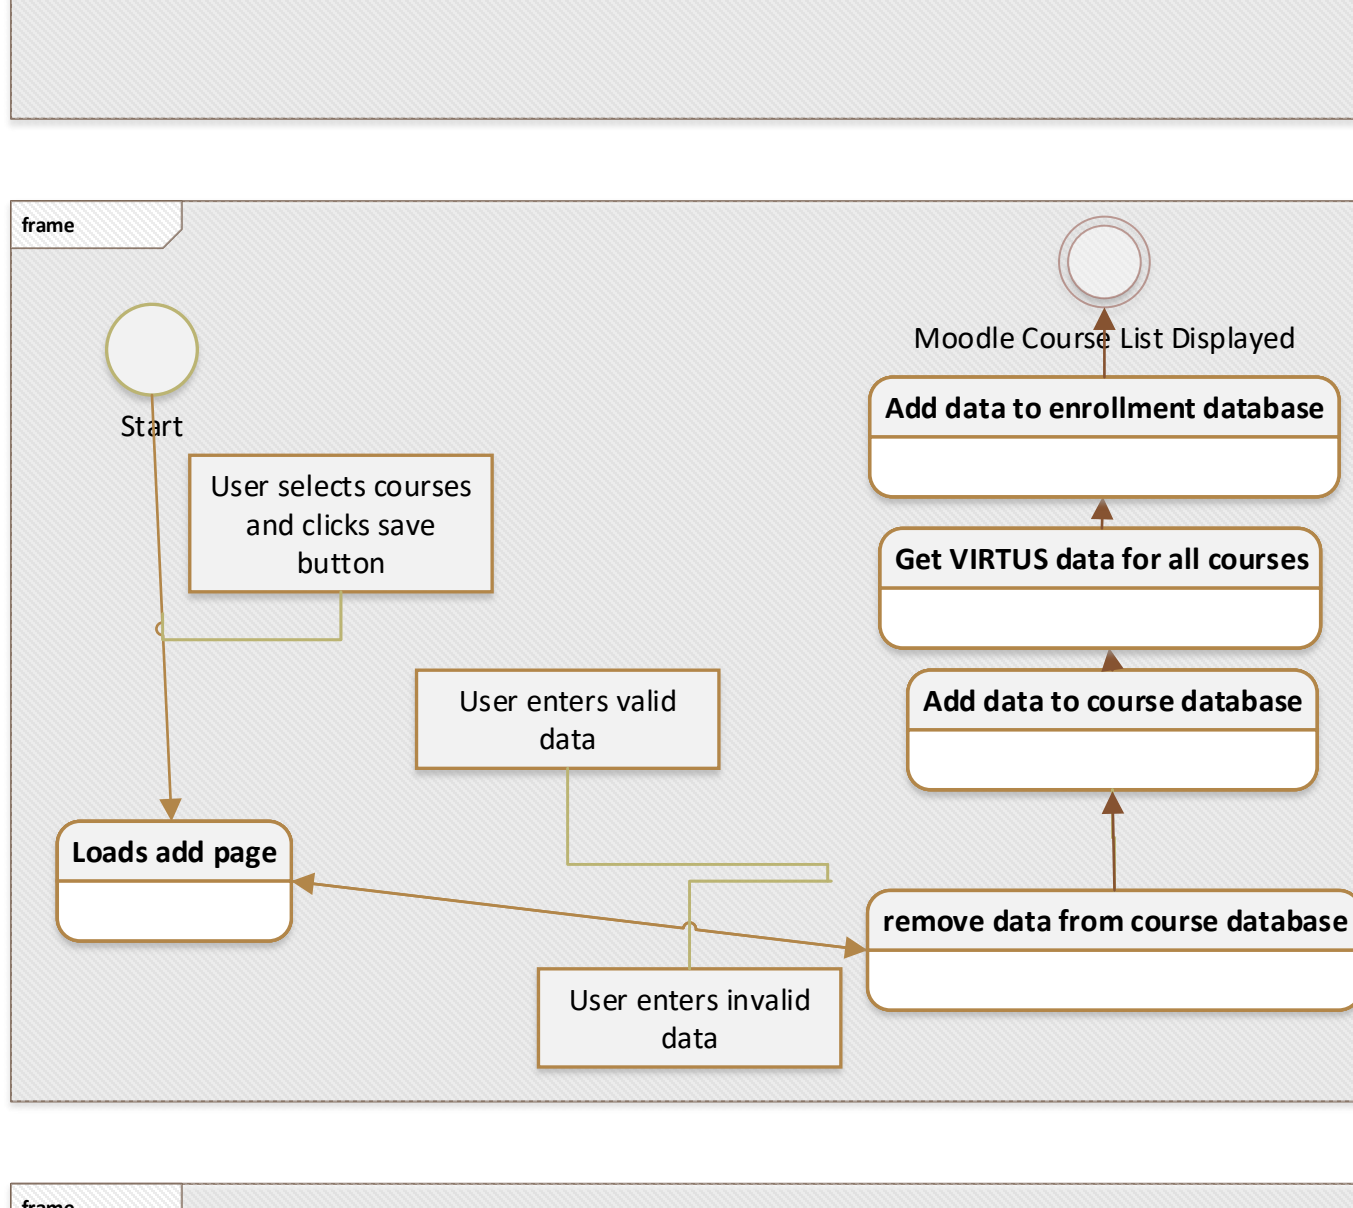 frame
Moodle Course List Displayed
Start
Add data to enrollment database
User selects courses
and clicks save
button
Get VIRTUS data for all courses
User enters valid
data
Add data to course database
Loads add page
remove data from course database
User enters invalid
data
frame